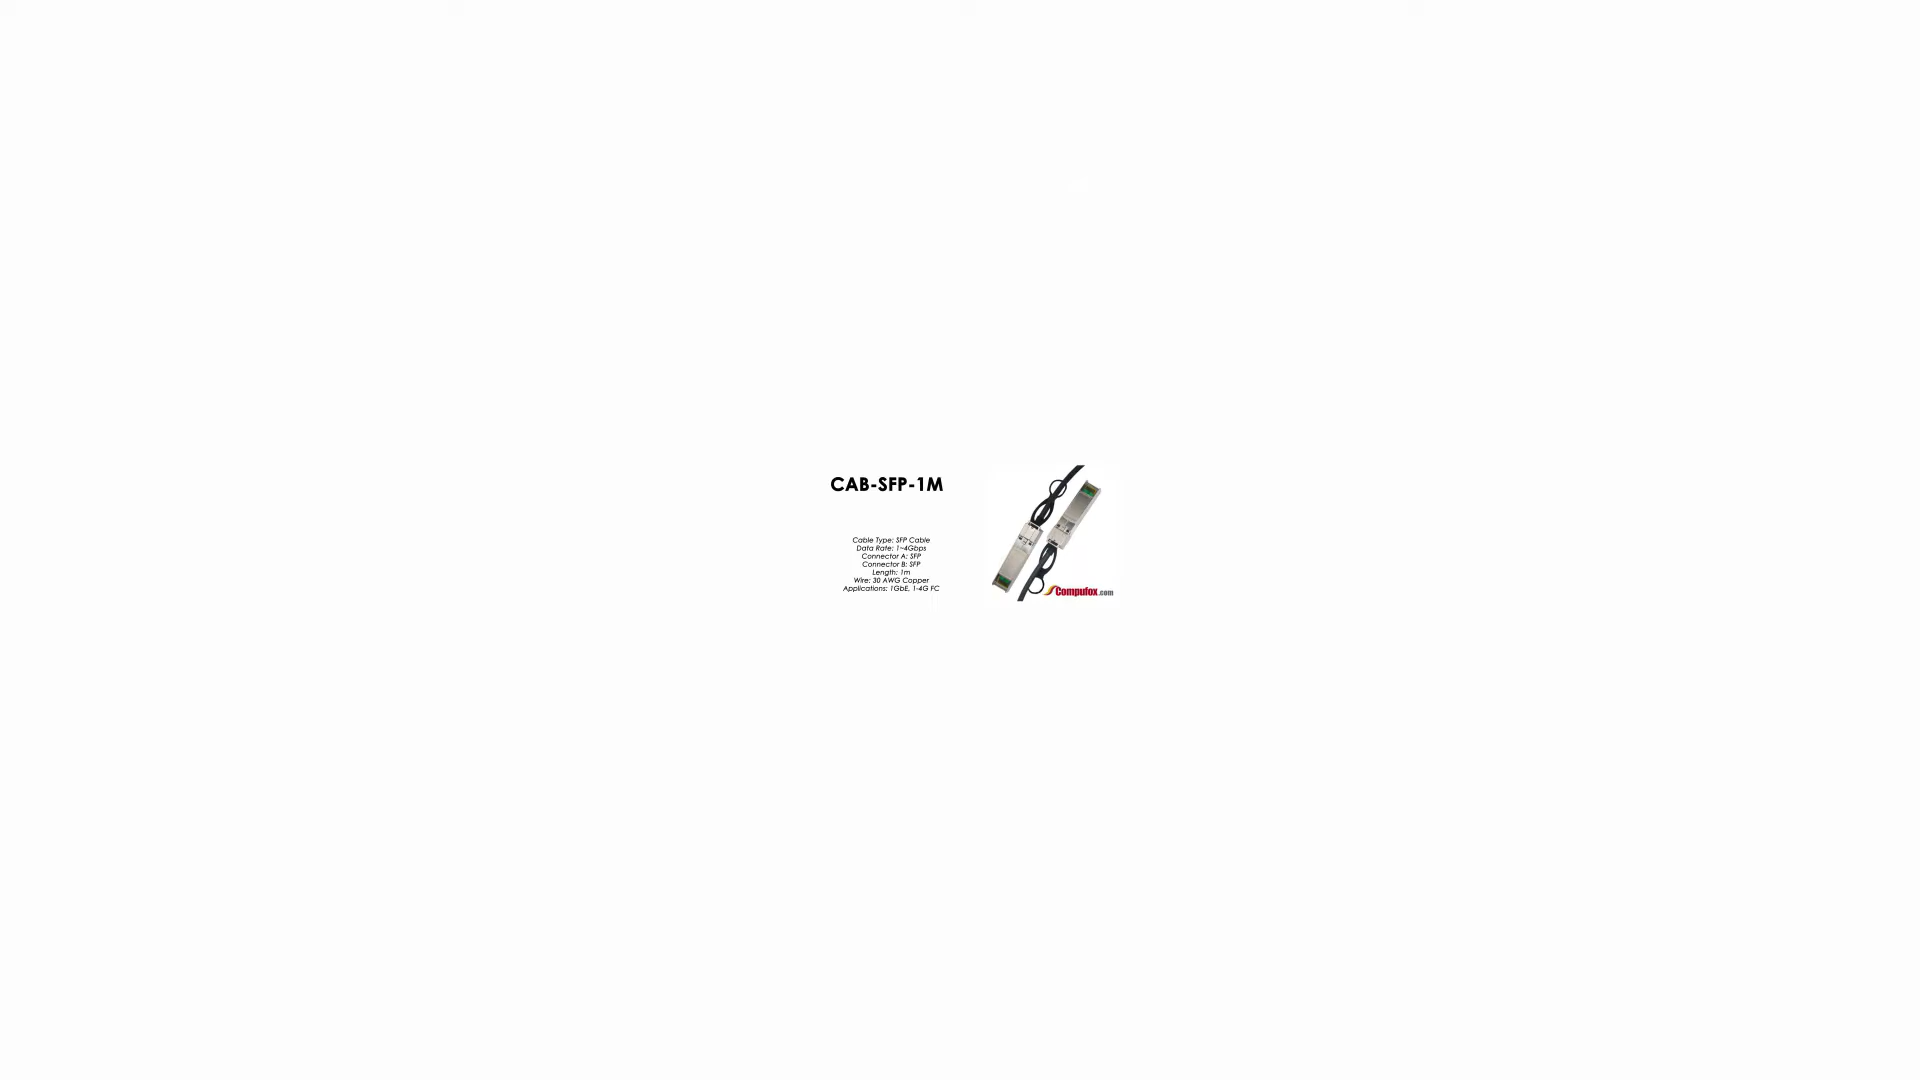 CAB-SFP-1M
Cable Type: SFP Cable
Data Rate: 1~4Gbps
Connector A: SFP
Connector B: SFP
Length: 1m
Wire: 30 AWG Copper
Applications: 1GbE, 1-4G FC
Compufox.com